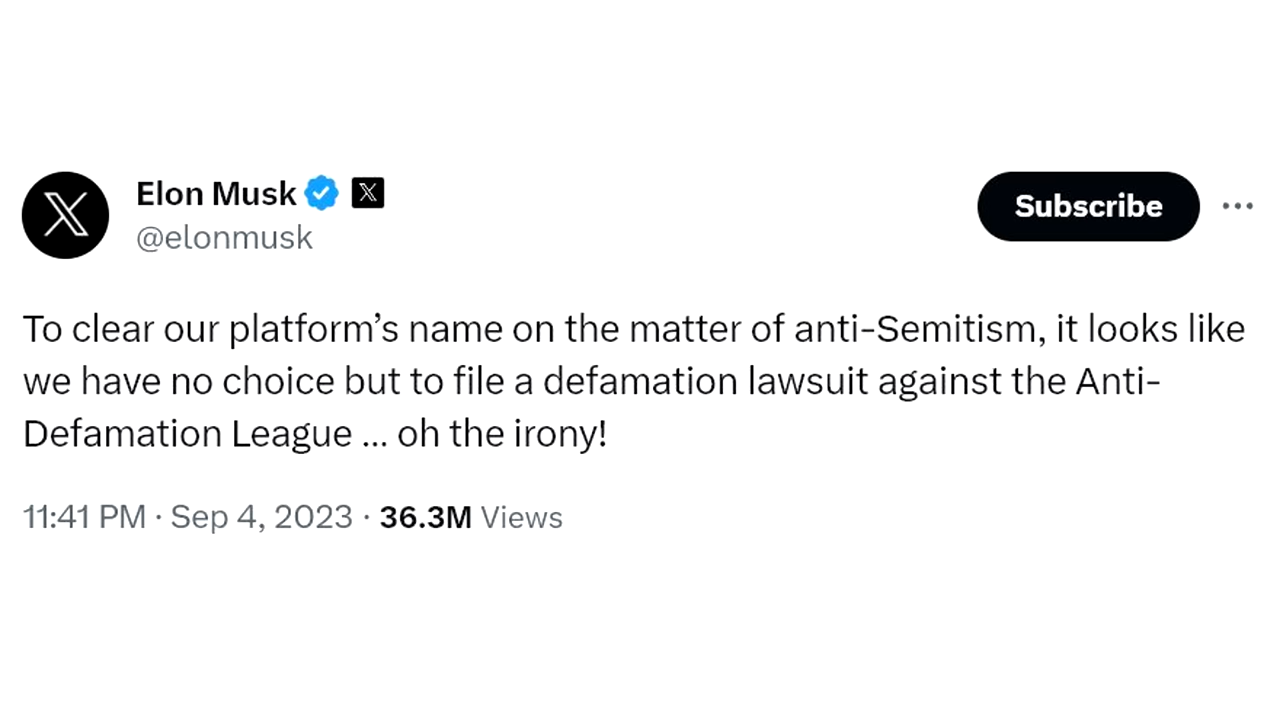 Elon Musk
Subscribe
@elonmusk
To clear our platform’s name on the matter of anti-Semitism, it looks like
we have no choice but to file a defamation lawsuit against the Anti-
Defamation League ... oh the irony!
11:41 PM · Sep 4, 2023 · 36.3M Views